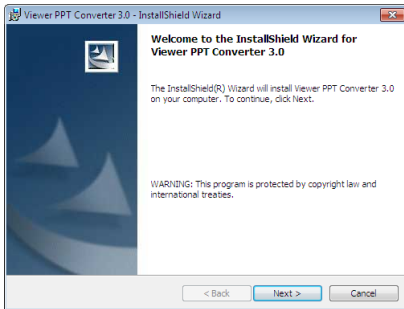 Viewer PPT Converter 3.0 - InstallShield Wizard
Welcome to the InstallShield Wizard for
Viewer PPT Converter 3.0
The InstallShield(R) Wizard will install Viewer PPT Converter 3.0
on your computer. To continue, click Next.
WARNING: This program is protected by copyright law and
international treaties.
< Back
Next >
Cancel